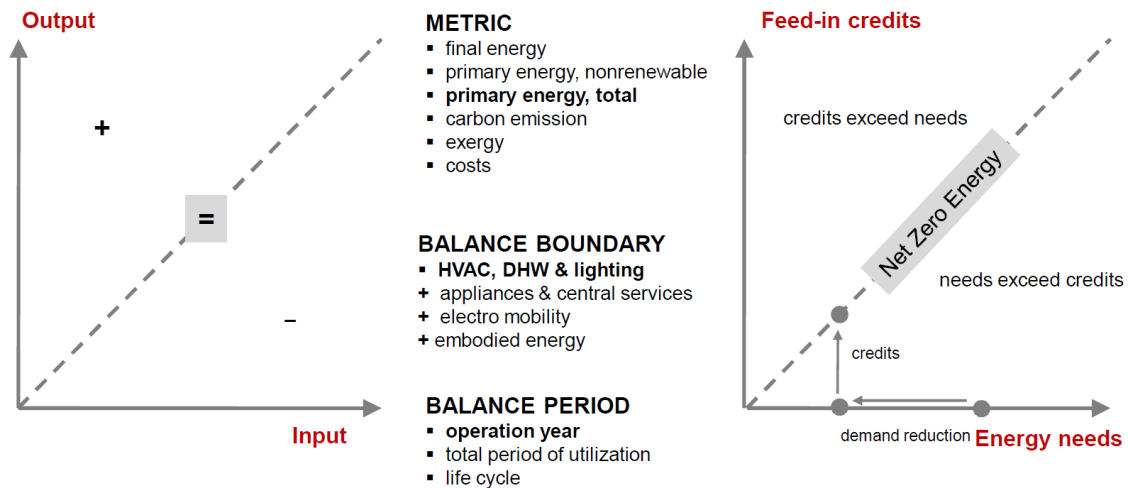 Output
+
=
–
Input
METRIC
▪ final energy
▪ primary energy, nonrenewable
▪ primary energy, total
▪ carbon emission
▪ exergy
▪ costs
BALANCE BOUNDARY
▪ HVAC, DHW & lighting
+ appliances & central services
+ electro mobility
+ embodied energy
BALANCE PERIOD
▪ operation year
▪ total period of utilization
▪ life cycle
Feed-in credits
credits exceed needs
Net Zero Energy
needs exceed credits
credits
demand reduction
Energy needs